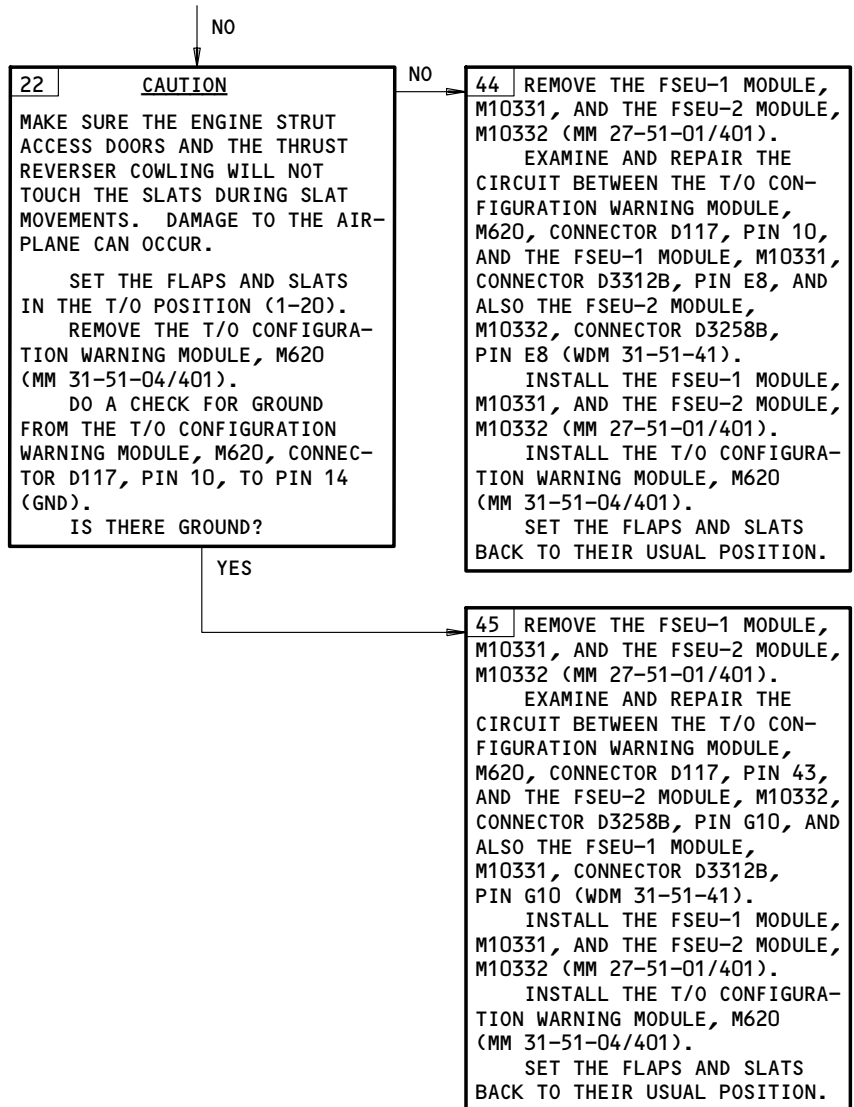 NO
22 CAUTION
MAKE SURE THE ENGINE STRUT
ACCESS DOORS AND THE THRUST
REVERSER COWLING WILL NOT
TOUCH THE SLATS DURING SLAT
MOVEMENTS. DAMAGE TO THE AIR-
PLANE CAN OCCUR.
SET THE FLAPS AND SLATS
IN THE T/O POSITION (1-20).
REMOVE THE T/O CONFIGURA-
TION WARNING MODULE, M620
(MM 31-51-04/401).
DO A CHECK FOR GROUND
FROM THE T/O CONFIGURATION
WARNING MODULE, M620, CONNEC-
TOR D117, PIN 10, TO PIN 14
(GND).
IS THERE GROUND?
NO
44 REMOVE THE FSEU-1 MODULE,
M10331, AND THE FSEU-2 MODULE,
M10332 (MM 27-51-01/401).
EXAMINE AND REPAIR THE
CIRCUIT BETWEEN THE T/O CON-
FIGURATION WARNING MODULE,
M620, CONNECTOR D117, PIN 10,
AND THE FSEU-1 MODULE, M10331,
CONNECTOR D3312B, PIN E8, AND
ALSO THE FSEU-2 MODULE,
M10332, CONNECTOR D3258B,
PIN E8 (WDM 31-51-41).
INSTALL THE FSEU-1 MODULE,
M10331, AND THE FSEU-2 MODULE,
M10332 (MM 27-51-01/401).
INSTALL THE T/O CONFIGURA-
TION WARNING MODULE, M620
(MM 31-51-04/401).
SET THE FLAPS AND SLATS
BACK TO THEIR USUAL POSITION.
YES
45 REMOVE THE FSEU-1 MODULE,
M10331, AND THE FSEU-2 MODULE,
M10332 (MM 27-51-01/401).
EXAMINE AND REPAIR THE
CIRCUIT BETWEEN THE T/O CON-
FIGURATION WARNING MODULE,
M620, CONNECTOR D117, PIN 43,
AND THE FSEU-2 MODULE, M10332,
CONNECTOR D3258B, PIN G10, AND
ALSO THE FSEU-1 MODULE,
M10331, CONNECTOR D3312B,
PIN G10 (WDM 31-51-41).
INSTALL THE FSEU-1 MODULE,
M10331, AND THE FSEU-2 MODULE,
M10332 (MM 27-51-01/401).
INSTALL THE T/O CONFIGURA-
TION WARNING MODULE, M620
(MM 31-51-04/401).
SET THE FLAPS AND SLATS
BACK TO THEIR USUAL POSITION.